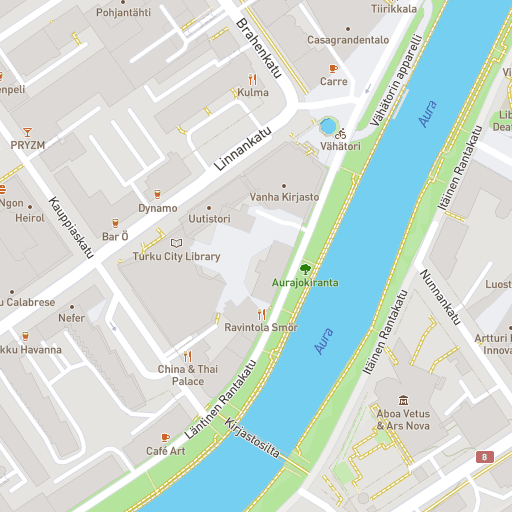 Pohjantähti
Tiirikkala
Brahenkatu
Casagrandentalo
Vähätorin apparelli
Carre
Kulma
enpeli
Aura
Linnankatu
Vähätori
PRYZM
Itäinen Rantakatu
Ngon
Heirol
Kauppiaskatu
Dynamo
Vanha Kirjasto
Uutistori
Bar Ö
Turku City Library
Aurajokiranta
Nunnankatu
Luost
u Calabrese
Nefer
Ravintola Smör
Aura
Itäinen Rantakatu
Artturi
Innova
kku Havanna
China & Thai
Palace
Läntinen Rantakatu
Aboa Vetus
& Ars Nova
Café Art
Kirjastosilta
8